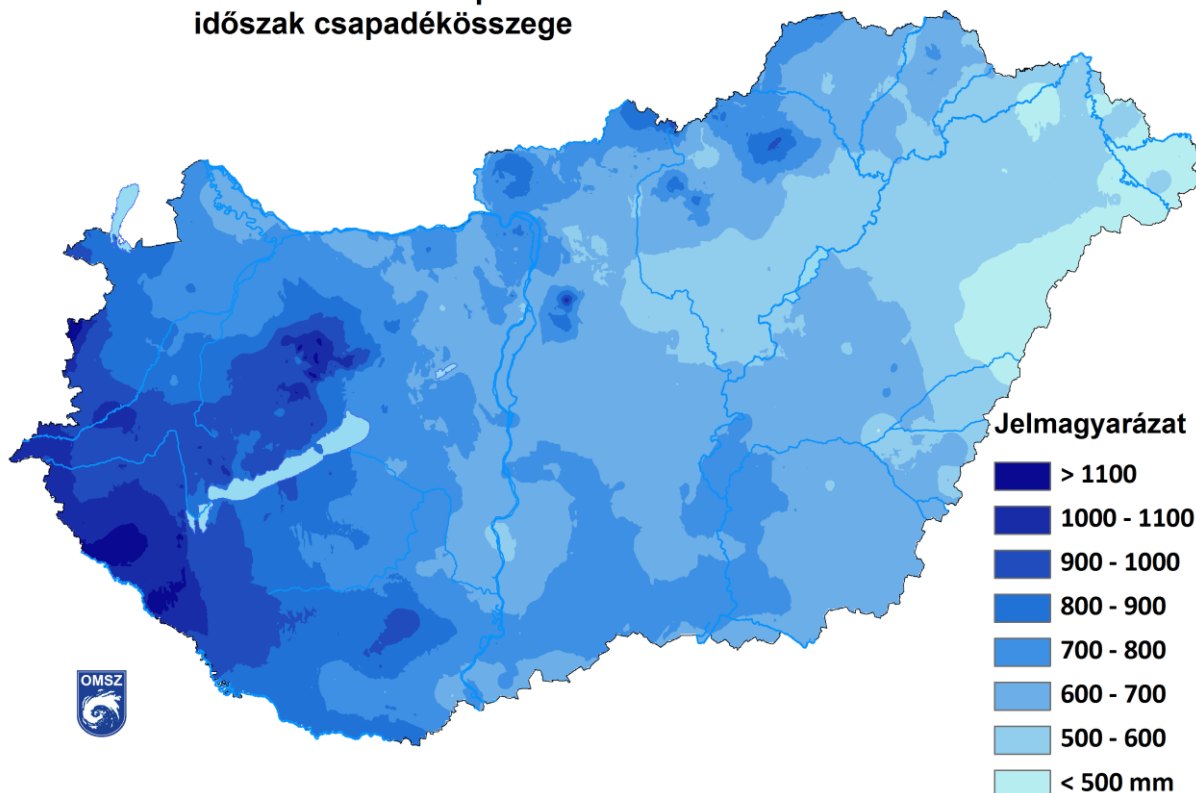 időszak csapadékösszege
Jelmagyarázat
> 1100
1000 - 1100
900 - 1000
800 - 900
700 - 800
600 - 700
500 - 600
< 500 mm
OMSZ